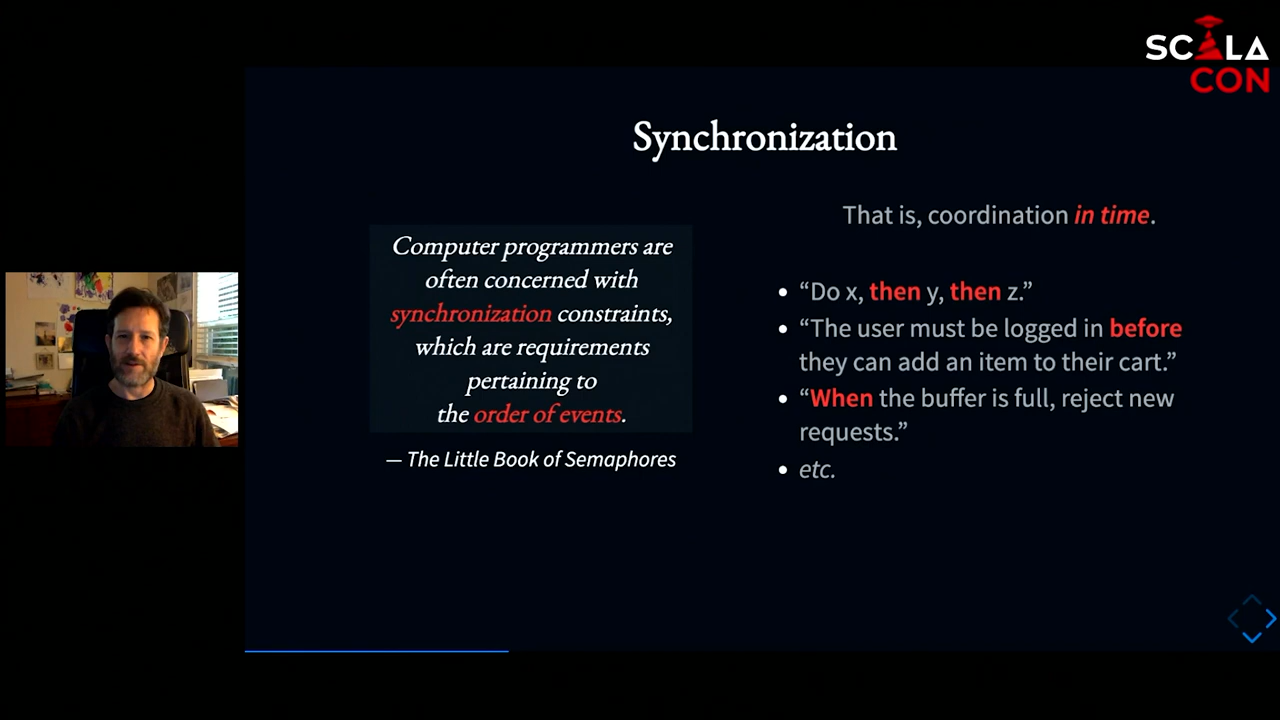 SCALA
CON
Synchronization
Computer programmers are
often concerned with
synchronization constraints,
which are requirements
pertaining to
the order of events.
— The Little Book of Semaphores
That is, coordination in time.
• “Do x, then y, then z.”
• “The user must be logged in before
they can add an item to their cart.”
• “When the buffer is full, reject new
requests.”
• etc.